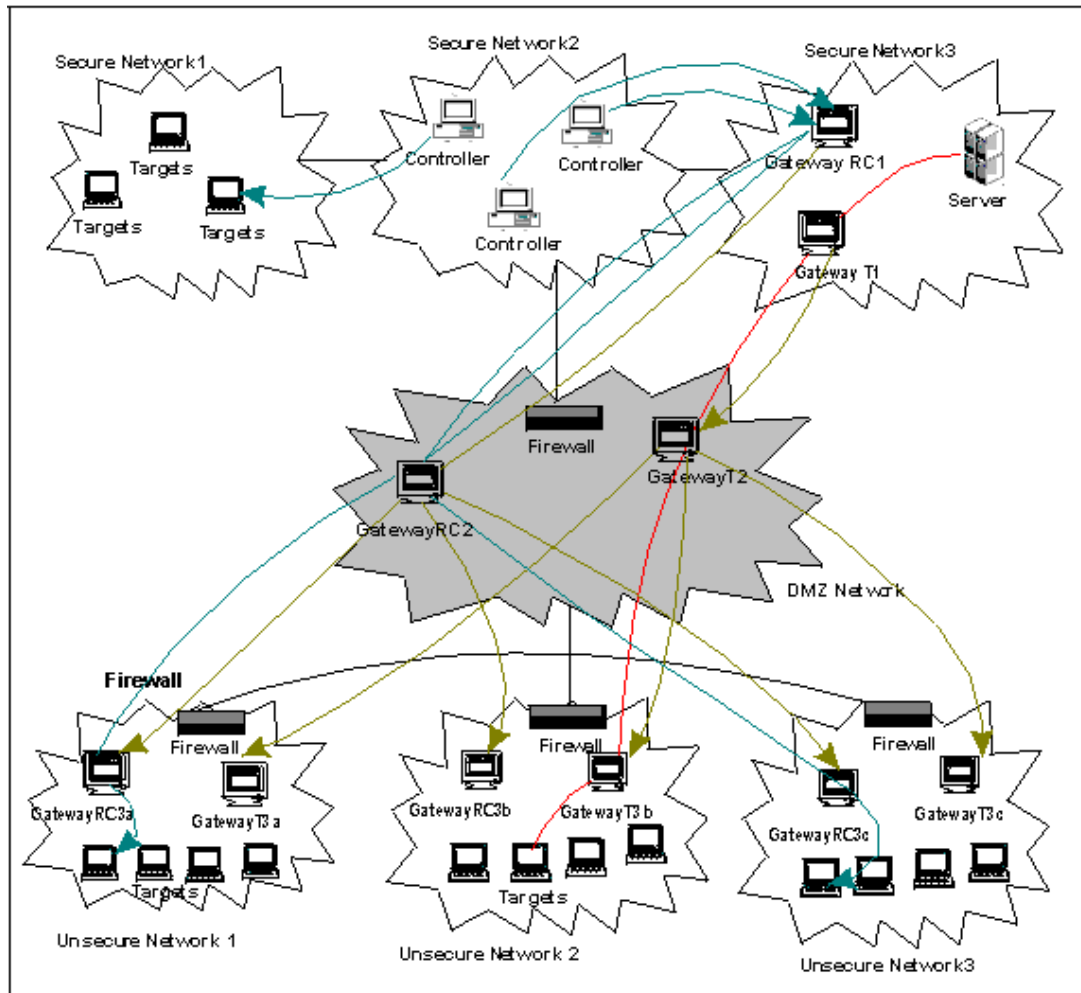 Secure Network1
Secure Network2
Secure Network3
Targets
Targets
Targets
Controller
Controller
Controller
Gateway RC1
Server
Gateway T1
Firewall
GatewayT2
GatewayRC2
DMZ Network
Firewall
Firewall
Firewall
Firewall
GatewayRC3a
GatewayT3a
GatewayRC3b
GatewayT3b
GatewayRC3c
GatewayT3c
Targets
Targets
Unsecure Network 1
Unsecure Network 2
Unsecure Network3